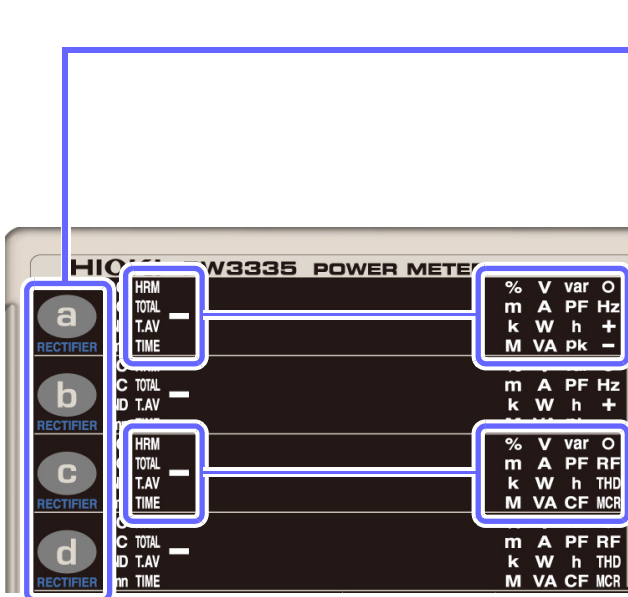 PW3335 POWER METER
HRM % V var O
a TOTAL m A PF Hz
T.AV k W h +
RECTIFIER TIME M VA pk −
b TOTAL m A PF Hz
T.AV k W h +
RECTIFIER
HRM % V var O
c TOTAL m A PF RF
T.AV k W h THD
RECTIFIER TIME M VA CF MCR
d TOTAL m A PF RF
T.AV k W h THD
RECTIFIER TIME M VA CF MCR